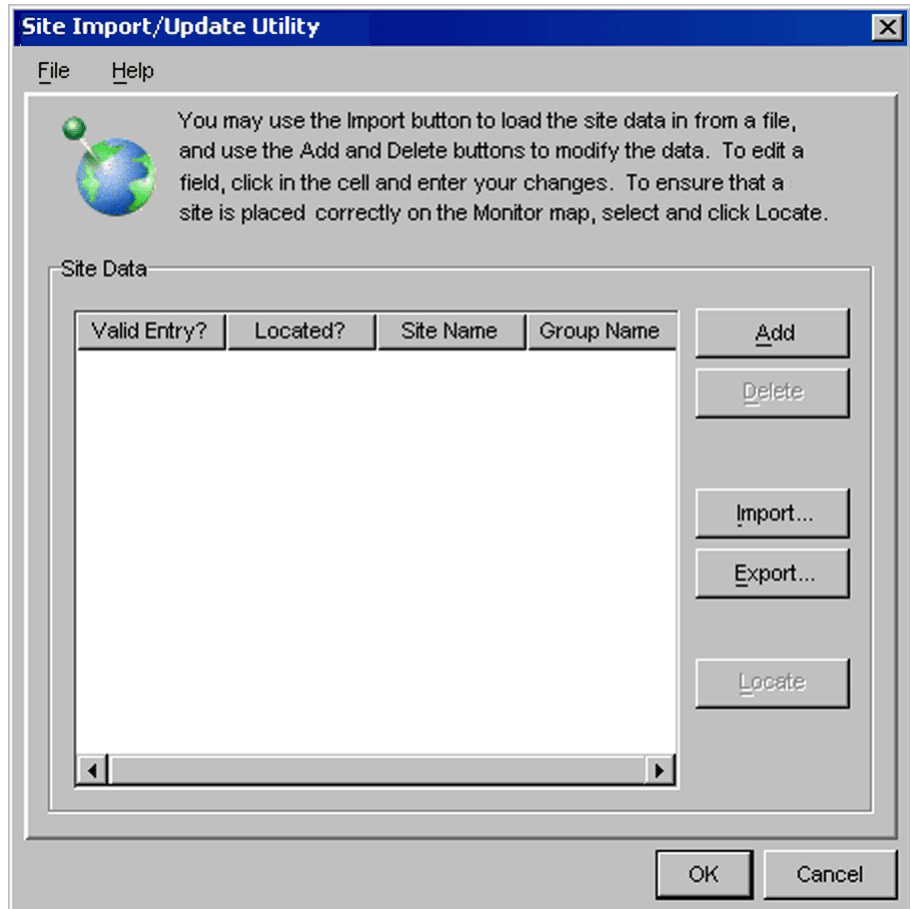 Site Import/Update Utility
File Help
You may use the Import button to load the site data in from a file,
and use the Add and Delete buttons to modify the data. To edit a
field, click in the cell and enter your changes. To ensure that a
site is placed correctly on the Monitor map, select and click Locate.
Site Data
Valid Entry? Located? Site Name Group Name
Add
Delete
Import...
Export...
Locate
OK Cancel